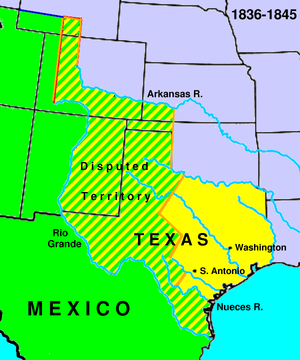 1836-1845
Arkansas R.
Disputed
Territory
Rio
Grande
TEXAS
Washington
S. Antonio
Nueces R.
MEXICO